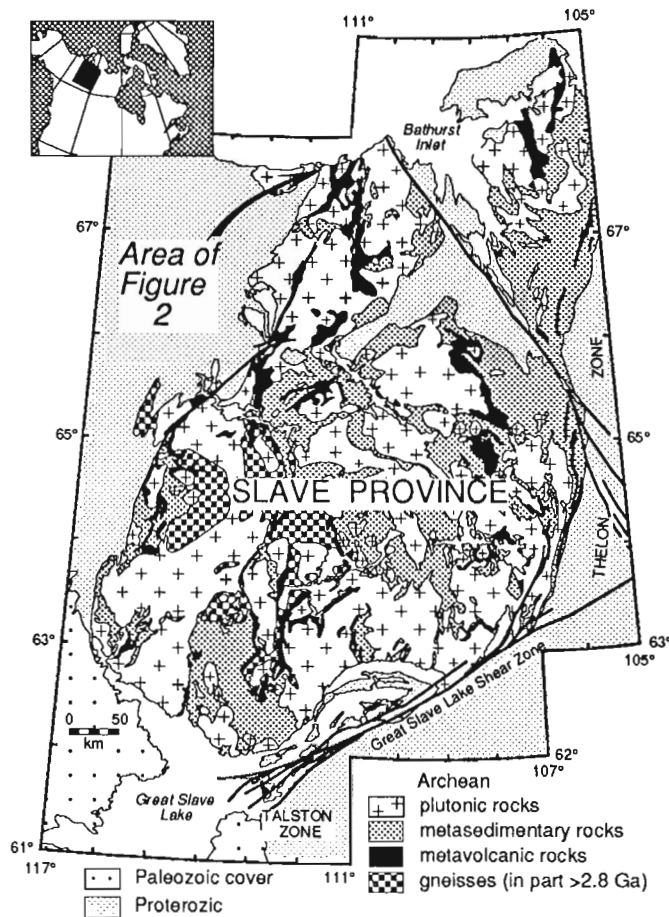 111°
105°
Bathurst
Inlet
67°
67°
Area of
Figure
2
ZONE
65°
65°
SLAVE PROVINCE
THELON
63°
63°
105°
0 50
km
Great Slave Lake Shear Zone
62°
107°
Great Slave
Lake
TALSTON
ZONE
61°
117°
111°
Archean
plutonic rocks
metasedimentary rocks
metavolcanic rocks
gneisses (in part >2.8 Ga)
Paleozoic cover
Proterozic